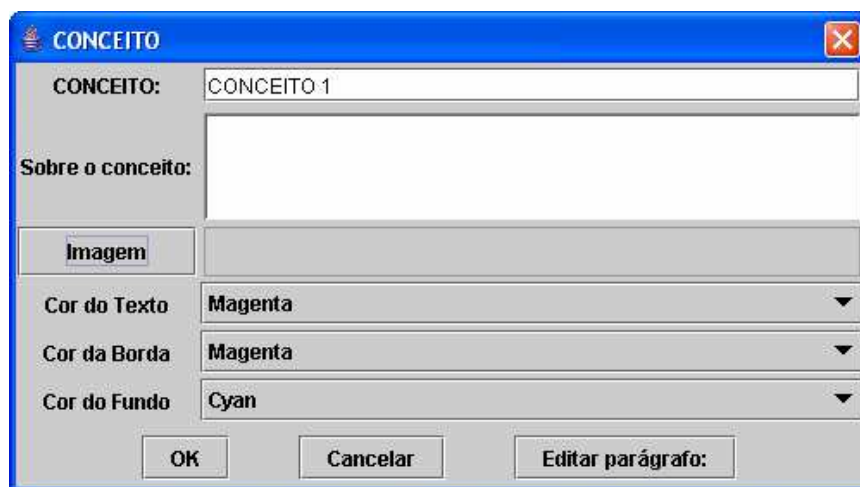 CONCEITO
CONCEITO: CONCEITO 1
Sobre o conceito:
Imagem
Cor do Texto Magenta
Cor da Borda Magenta
Cor do Fundo Cyan
OK Cancelar Editar parágrafo: